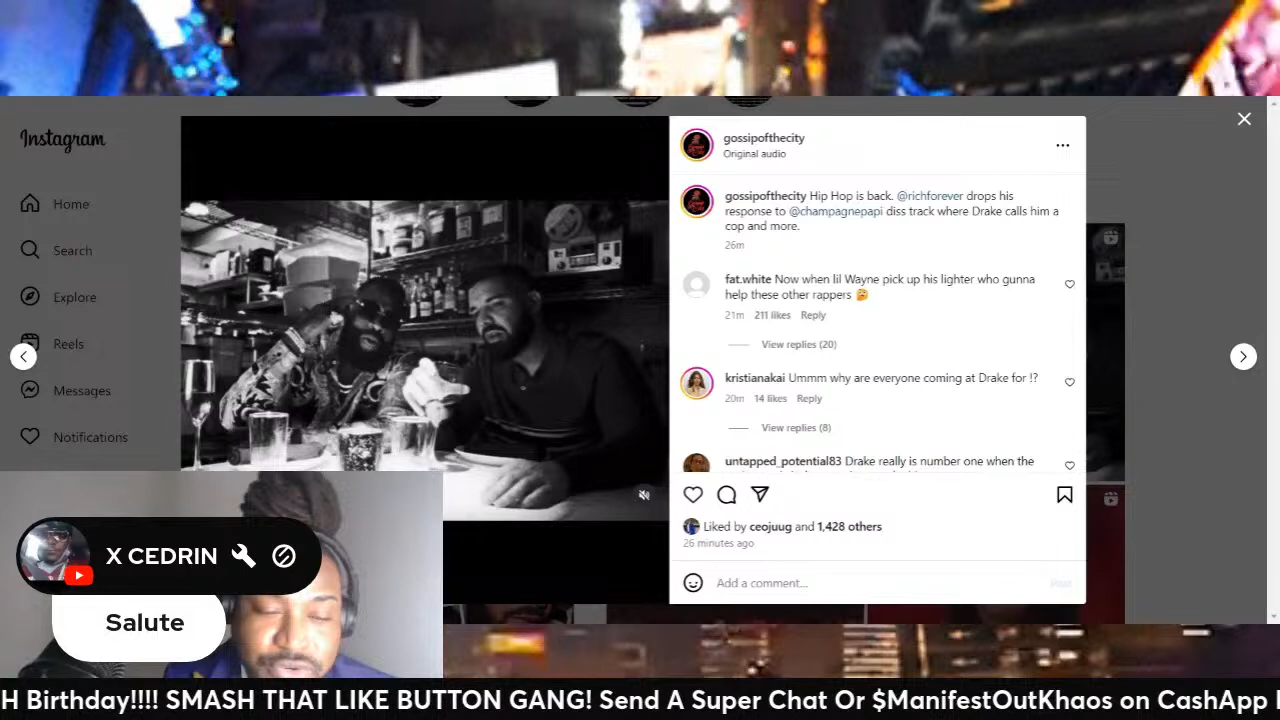 Instagram
Home
Search
Explore
Reels
Messages
Notifications
gossipofthecity
Original audio
gossipofthecity Hip Hop is back. @richforever drops his
response to @champagnepapi diss track where Drake calls him a
cop and more.
26m
fat.white Now when lil Wayne pick up his lighter who gunna
help these other rappers 🤔
21m 211 likes Reply
View replies (20)
kristianakai Ummm why are everyone coming at Drake for !?
20m 14 likes Reply
View replies (8)
untapped_potential83 Drake really is number one when the
Liked by ceojuug and 1,428 others
26 minutes ago
Add a comment...
Post
X CEDRIN
Salute
H Birthday!!!! SMASH THAT LIKE BUTTON GANG! Send A Super Chat Or $ManifestOutKhaos on CashApp